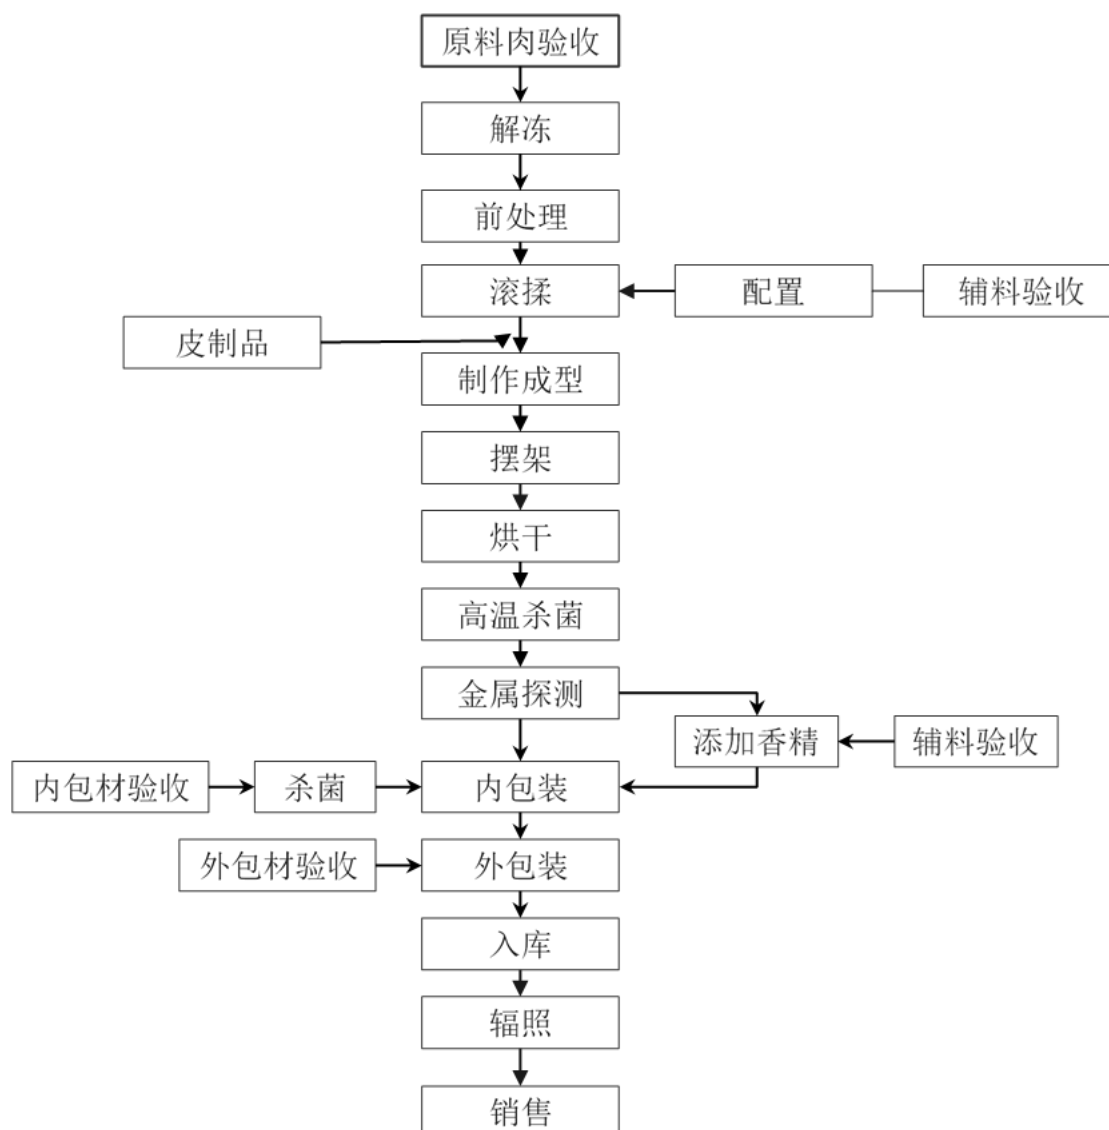 原料肉验收
解冻
前处理
滚揉
配置
辅料验收
皮制品
制作成型
摆架
烘干
高温杀菌
金属探测
添加香精
辅料验收
内包材验收
杀菌
内包装
外包材验收
外包装
入库
辐照
销售